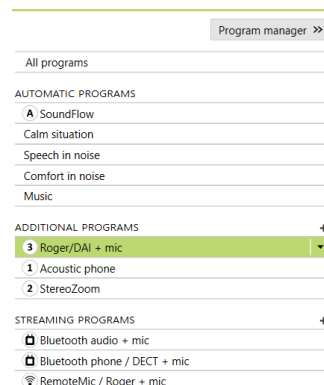 Program manager »
All programs
AUTOMATIC PROGRAMS
A SoundFlow
Calm situation
Speech in noise
Comfort in noise
Music
ADDITIONAL PROGRAMS +
3 Roger/DAI + mic
1 Acoustic phone
2 StereoZoom
STREAMING PROGRAMS +
Bluetooth audio + mic
Bluetooth phone / DECT + mic
RemoteMic / Roger + mic